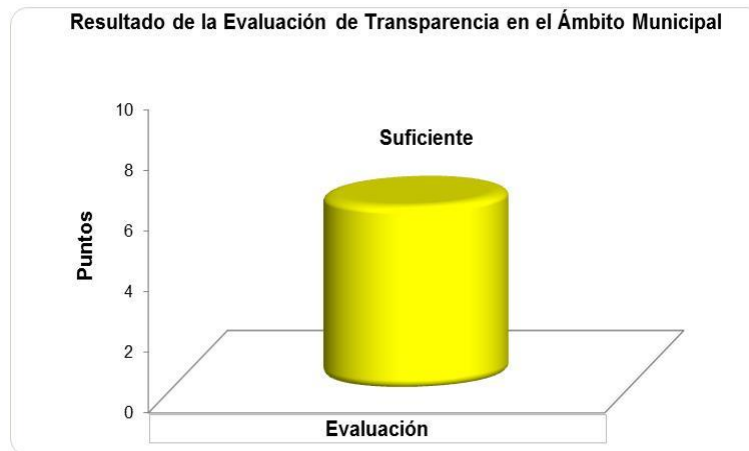 Resultado de la Evaluación de Transparencia en el Ámbito Municipal
10
Suficiente
8
6
Puntos
4
2
0
Evaluación